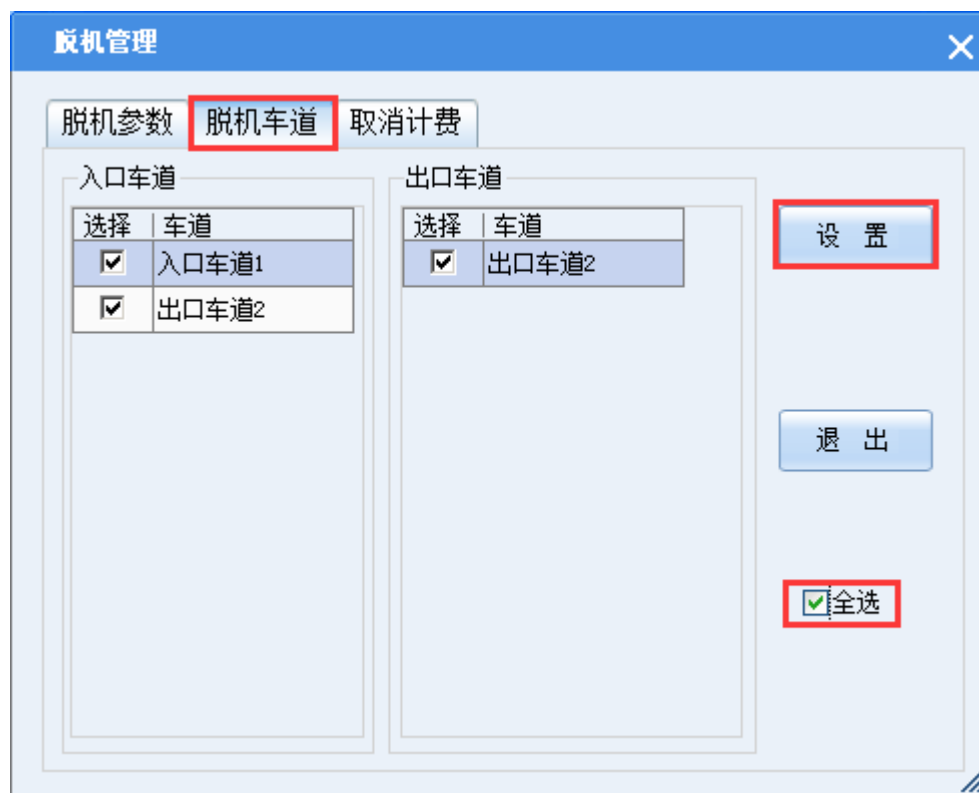 脱机管理
脱机参数 脱机车道 取消计费
入口车道 出口车道
选择 车道 选择 车道
入口车道1 出口车道2
出口车道2
设 置
退 出
全选